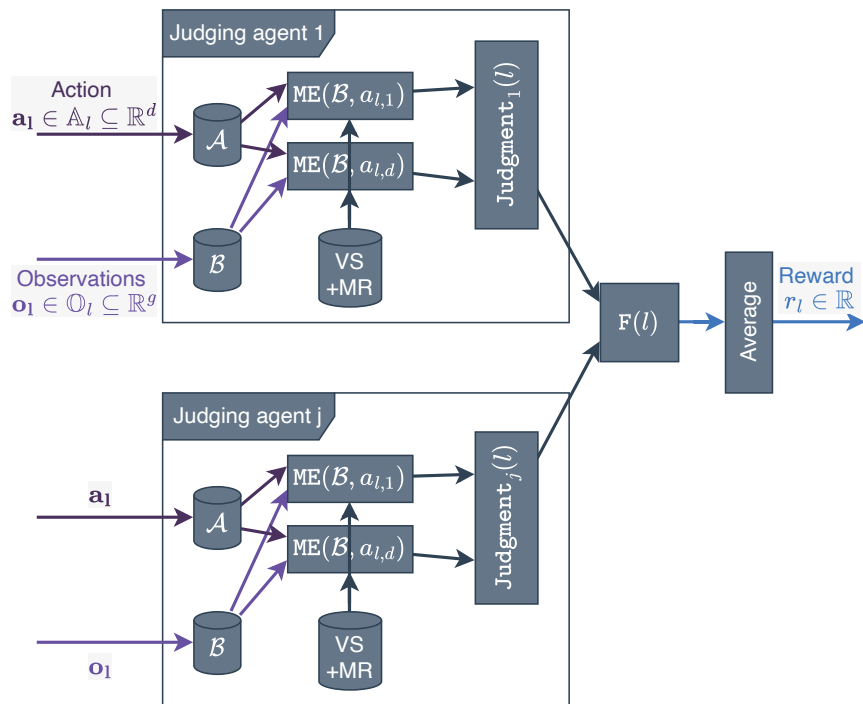 Judging agent 1
Action
𝐚_𝐥 ∈ 𝔸_l ⊆ ℝ^d
𝒜
ME(ℬ, a_{l,1})
ME(ℬ, a_{l,d})
Judgment_1(l)
ℬ
VS
+MR
Observations
𝐨_𝐥 ∈ 𝕆_l ⊆ ℝ^g
F(l)
Average
Reward
r_l ∈ ℝ
Judging agent j
𝐚_𝐥
𝒜
ME(ℬ, a_{l,1})
ME(ℬ, a_{l,d})
Judgment_j(l)
ℬ
VS
+MR
𝐨_𝐥